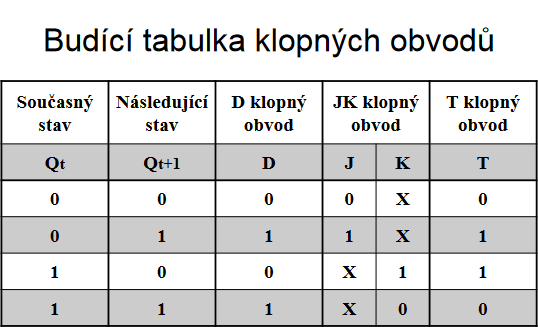 Budící tabulka klopných obvodů
Současný stav Následující stav D klopný obvod JK klopný obvod T klopný obvod
Qt Qt+1 D J K T
0 0 0 0 X 0
0 1 1 1 X 1
1 0 0 X 1 1
1 1 1 X 0 0